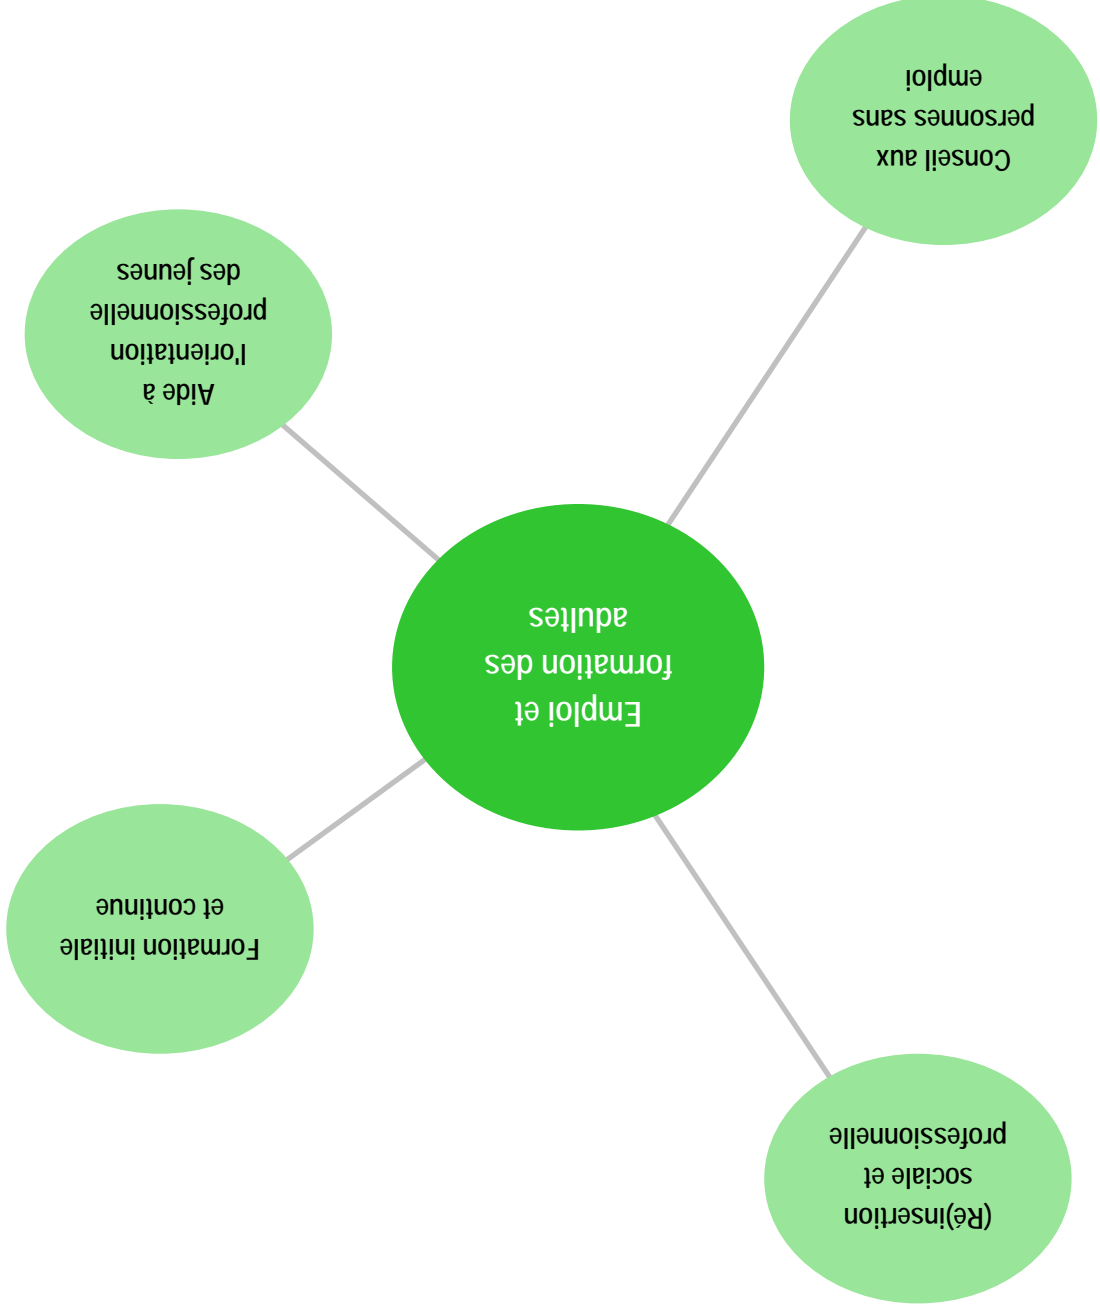 (Ré)insertion
sociale et
professionnelle
Formation initiale
et continue
Emploi et
formation des
adultes
Aide à
l'orientation
professionnelle
des jeunes
Conseil aux
personnes sans
emploi